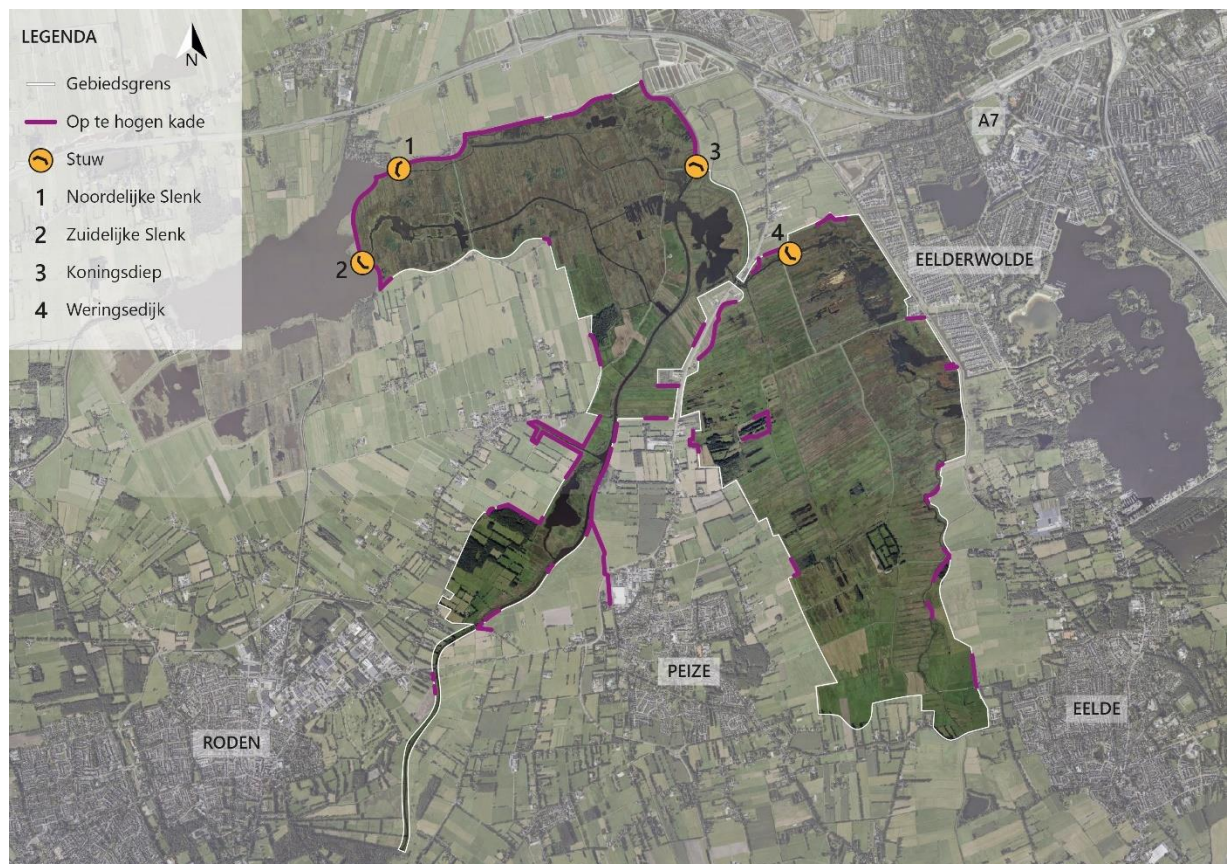 LEGENDA
N
Gebiedsgrens
Op te hogen kade
Stuw
1 Noordelijke Slenk
2 Zuidelijke Slenk
3 Koningsdiep
4 Weringsedijk
1
2
3
4
A7
EELDERWOLDE
PEIZE
EELDE
RODEN